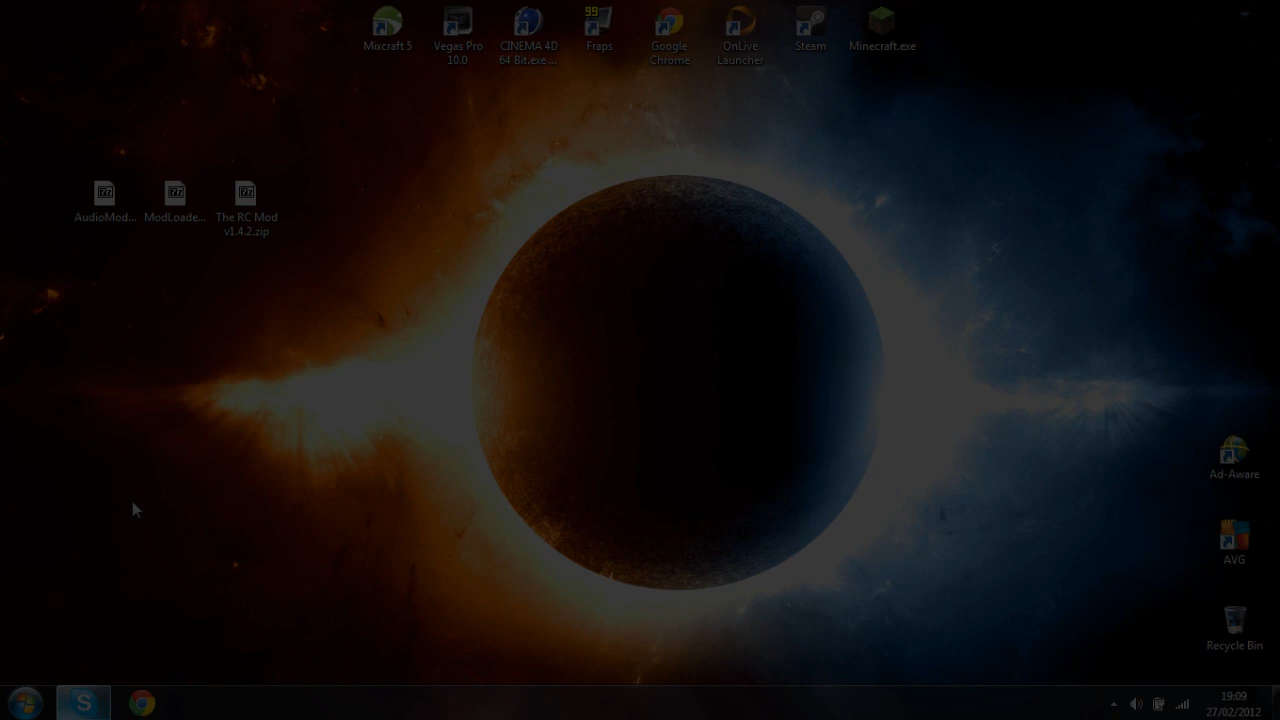 Mixcraft 5
Vegas Pro
10.0
CINEMA 4D
64 Bit.exe ...
99
Fraps
Google
Chrome
OnLive
Launcher
Steam
Minecraft.exe
AudioMod...
ModLoade...
The RC Mod
v1.4.2.zip
Ad-Aware
AVG
Recycle Bin
19:09
27/02/2012